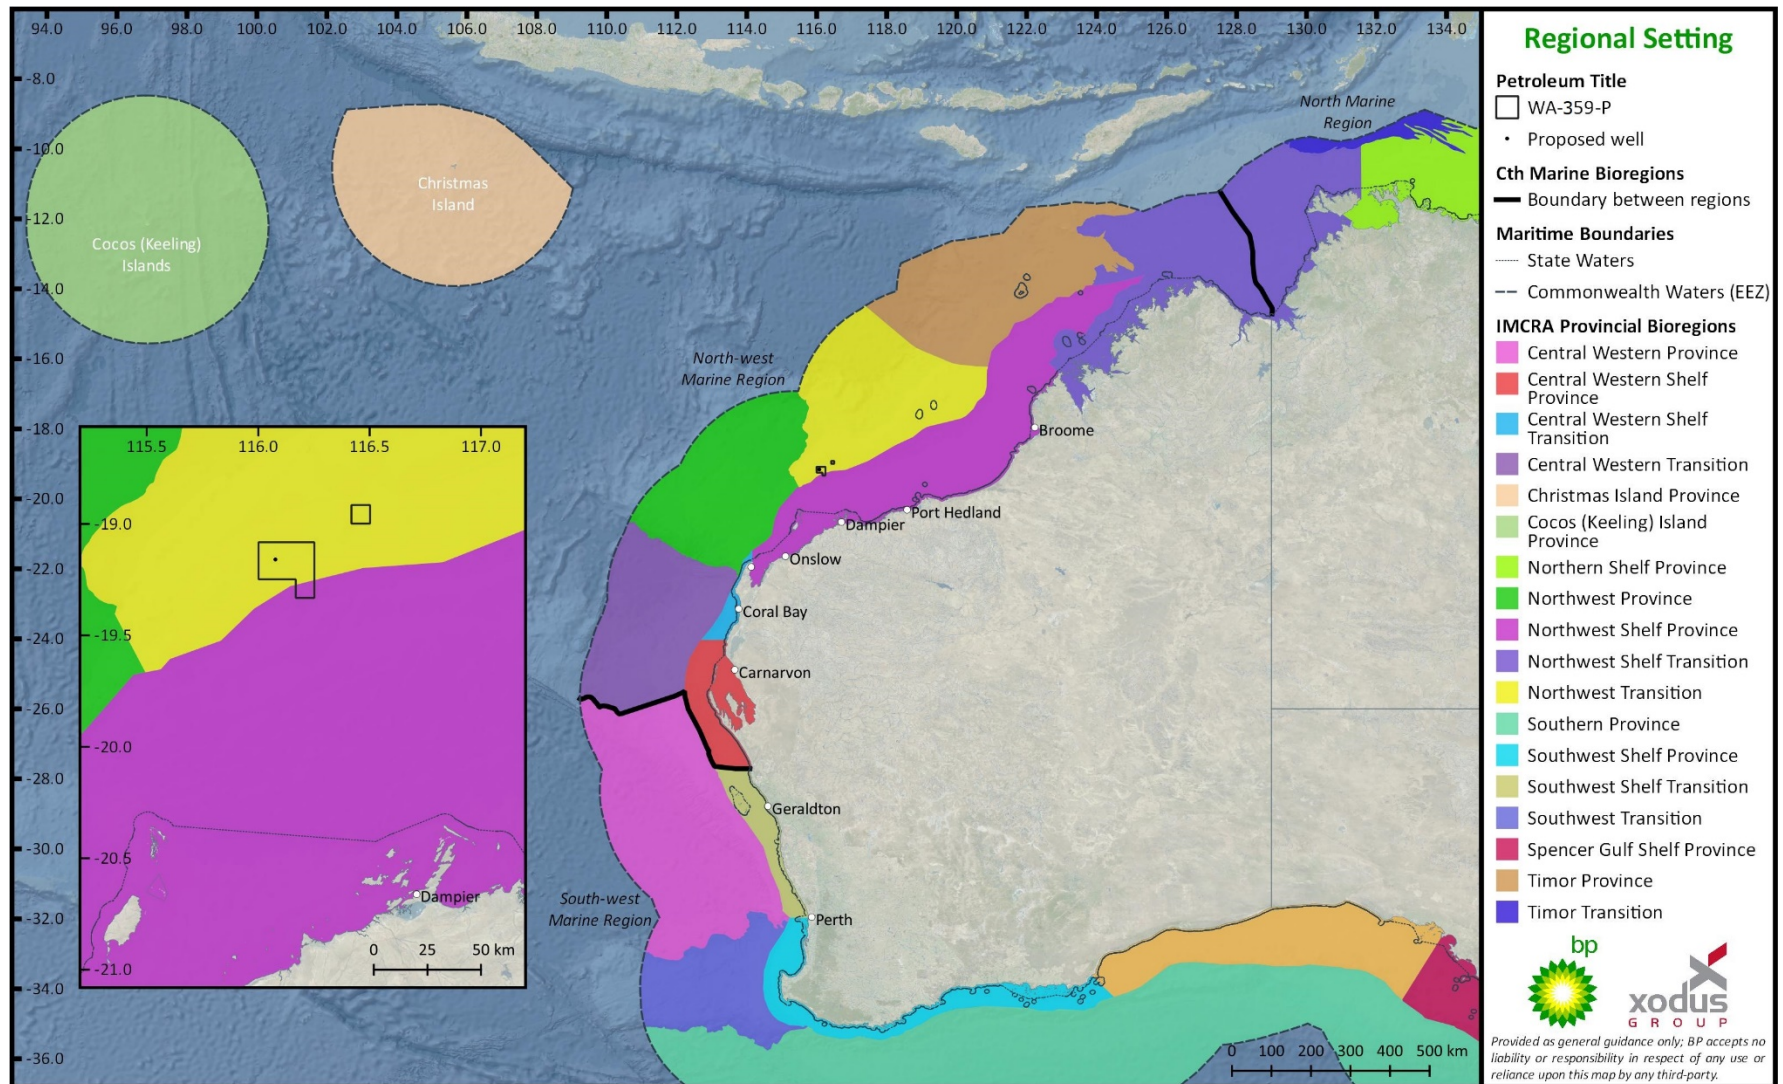 94.0 96.0 98.0 100.0 102.0 104.0 106.0 108.0 110.0 112.0 114.0 116.0 118.0 120.0 122.0 124.0 126.0 128.0 130.0 132.0 134.0
-8.0
-10.0
-12.0
-14.0
-16.0
-18.0
-20.0
-22.0
-24.0
-26.0
-28.0
-30.0
-32.0
-34.0
-36.0
Cocos (Keeling)
Islands
Christmas
Island
North Marine
Region
North-west
Marine Region
South-west
Marine Region
Broome
Port Hedland
Dampier
Onslow
Coral Bay
Carnarvon
Geraldton
Perth
0 100 200 300 400 500 km
115.5 116.0 116.5 117.0
-19.0
-19.5
-20.0
-20.5
-21.0
Dampier
0 25 50 km
Regional Setting
Petroleum Title
WA-359-P
Proposed well
Cth Marine Bioregions
Boundary between regions
Maritime Boundaries
State Waters
Commonwealth Waters (EEZ)
IMCRA Provincial Bioregions
Central Western Province
Central Western Shelf
Province
Central Western Shelf
Transition
Central Western Transition
Christmas Island Province
Cocos (Keeling) Island
Province
Northern Shelf Province
Northwest Province
Northwest Shelf Province
Northwest Shelf Transition
Northwest Transition
Southern Province
Southwest Shelf Province
Southwest Shelf Transition
Southwest Transition
Spencer Gulf Shelf Province
Timor Province
Timor Transition
bp
xodus
GROUP
Provided as general guidance only; BP accepts no
liability or responsibility in respect of any use or
reliance upon this map by any third-party.